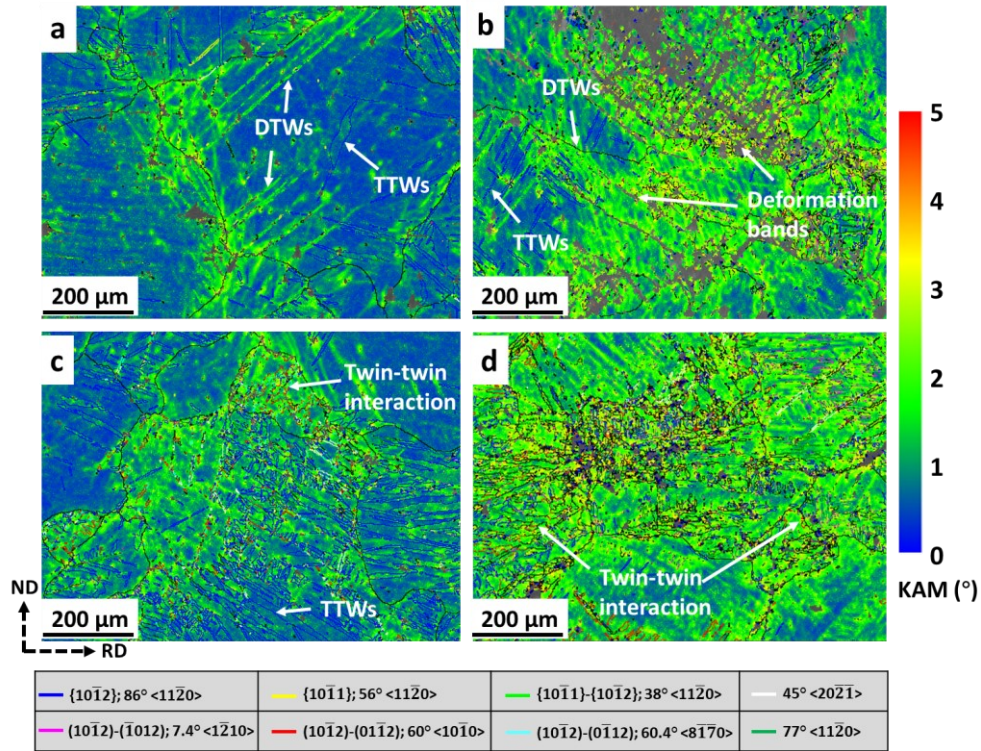 a
DTWs
TTWs
200 μm
b
DTWs
Deformation
bands
TTWs
200 μm
5
4
3
2
1
0
KAM (°)
c
Twin-twin
interaction
TTWs
200 μm
d
Twin-twin
interaction
200 μm
ND
RD
{101̅2}; 86° <112̅0>
{101̅1}; 56° <112̅0>
{101̅1}-{101̅2}; 38° <112̅0>
45° <202̅1̅>
(101̅2)-(1̅012); 7.4° <12̅10>
(101̅2)-(011̅2); 60° <101̅0>
(101̅2)-(01̅12); 60.4° <81̅7̅0>
77° <112̅0>